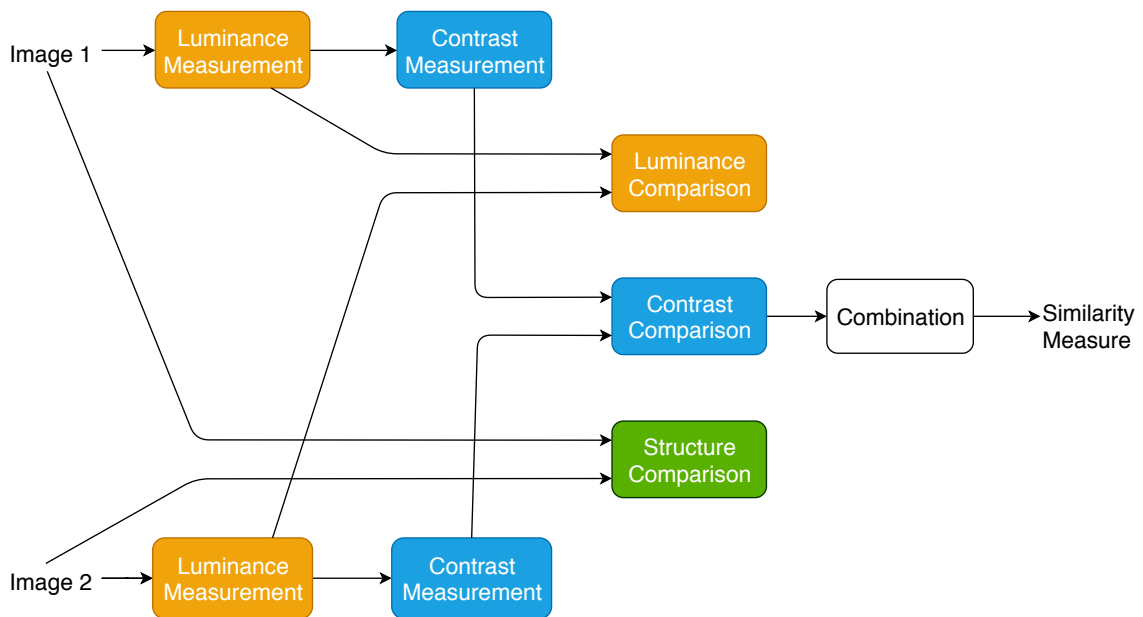 Image 1
Luminance
Measurement
Contrast
Measurement
Luminance
Comparison
Contrast
Comparison
Combination
Similarity
Measure
Structure
Comparison
Image 2
Luminance
Measurement
Contrast
Measurement